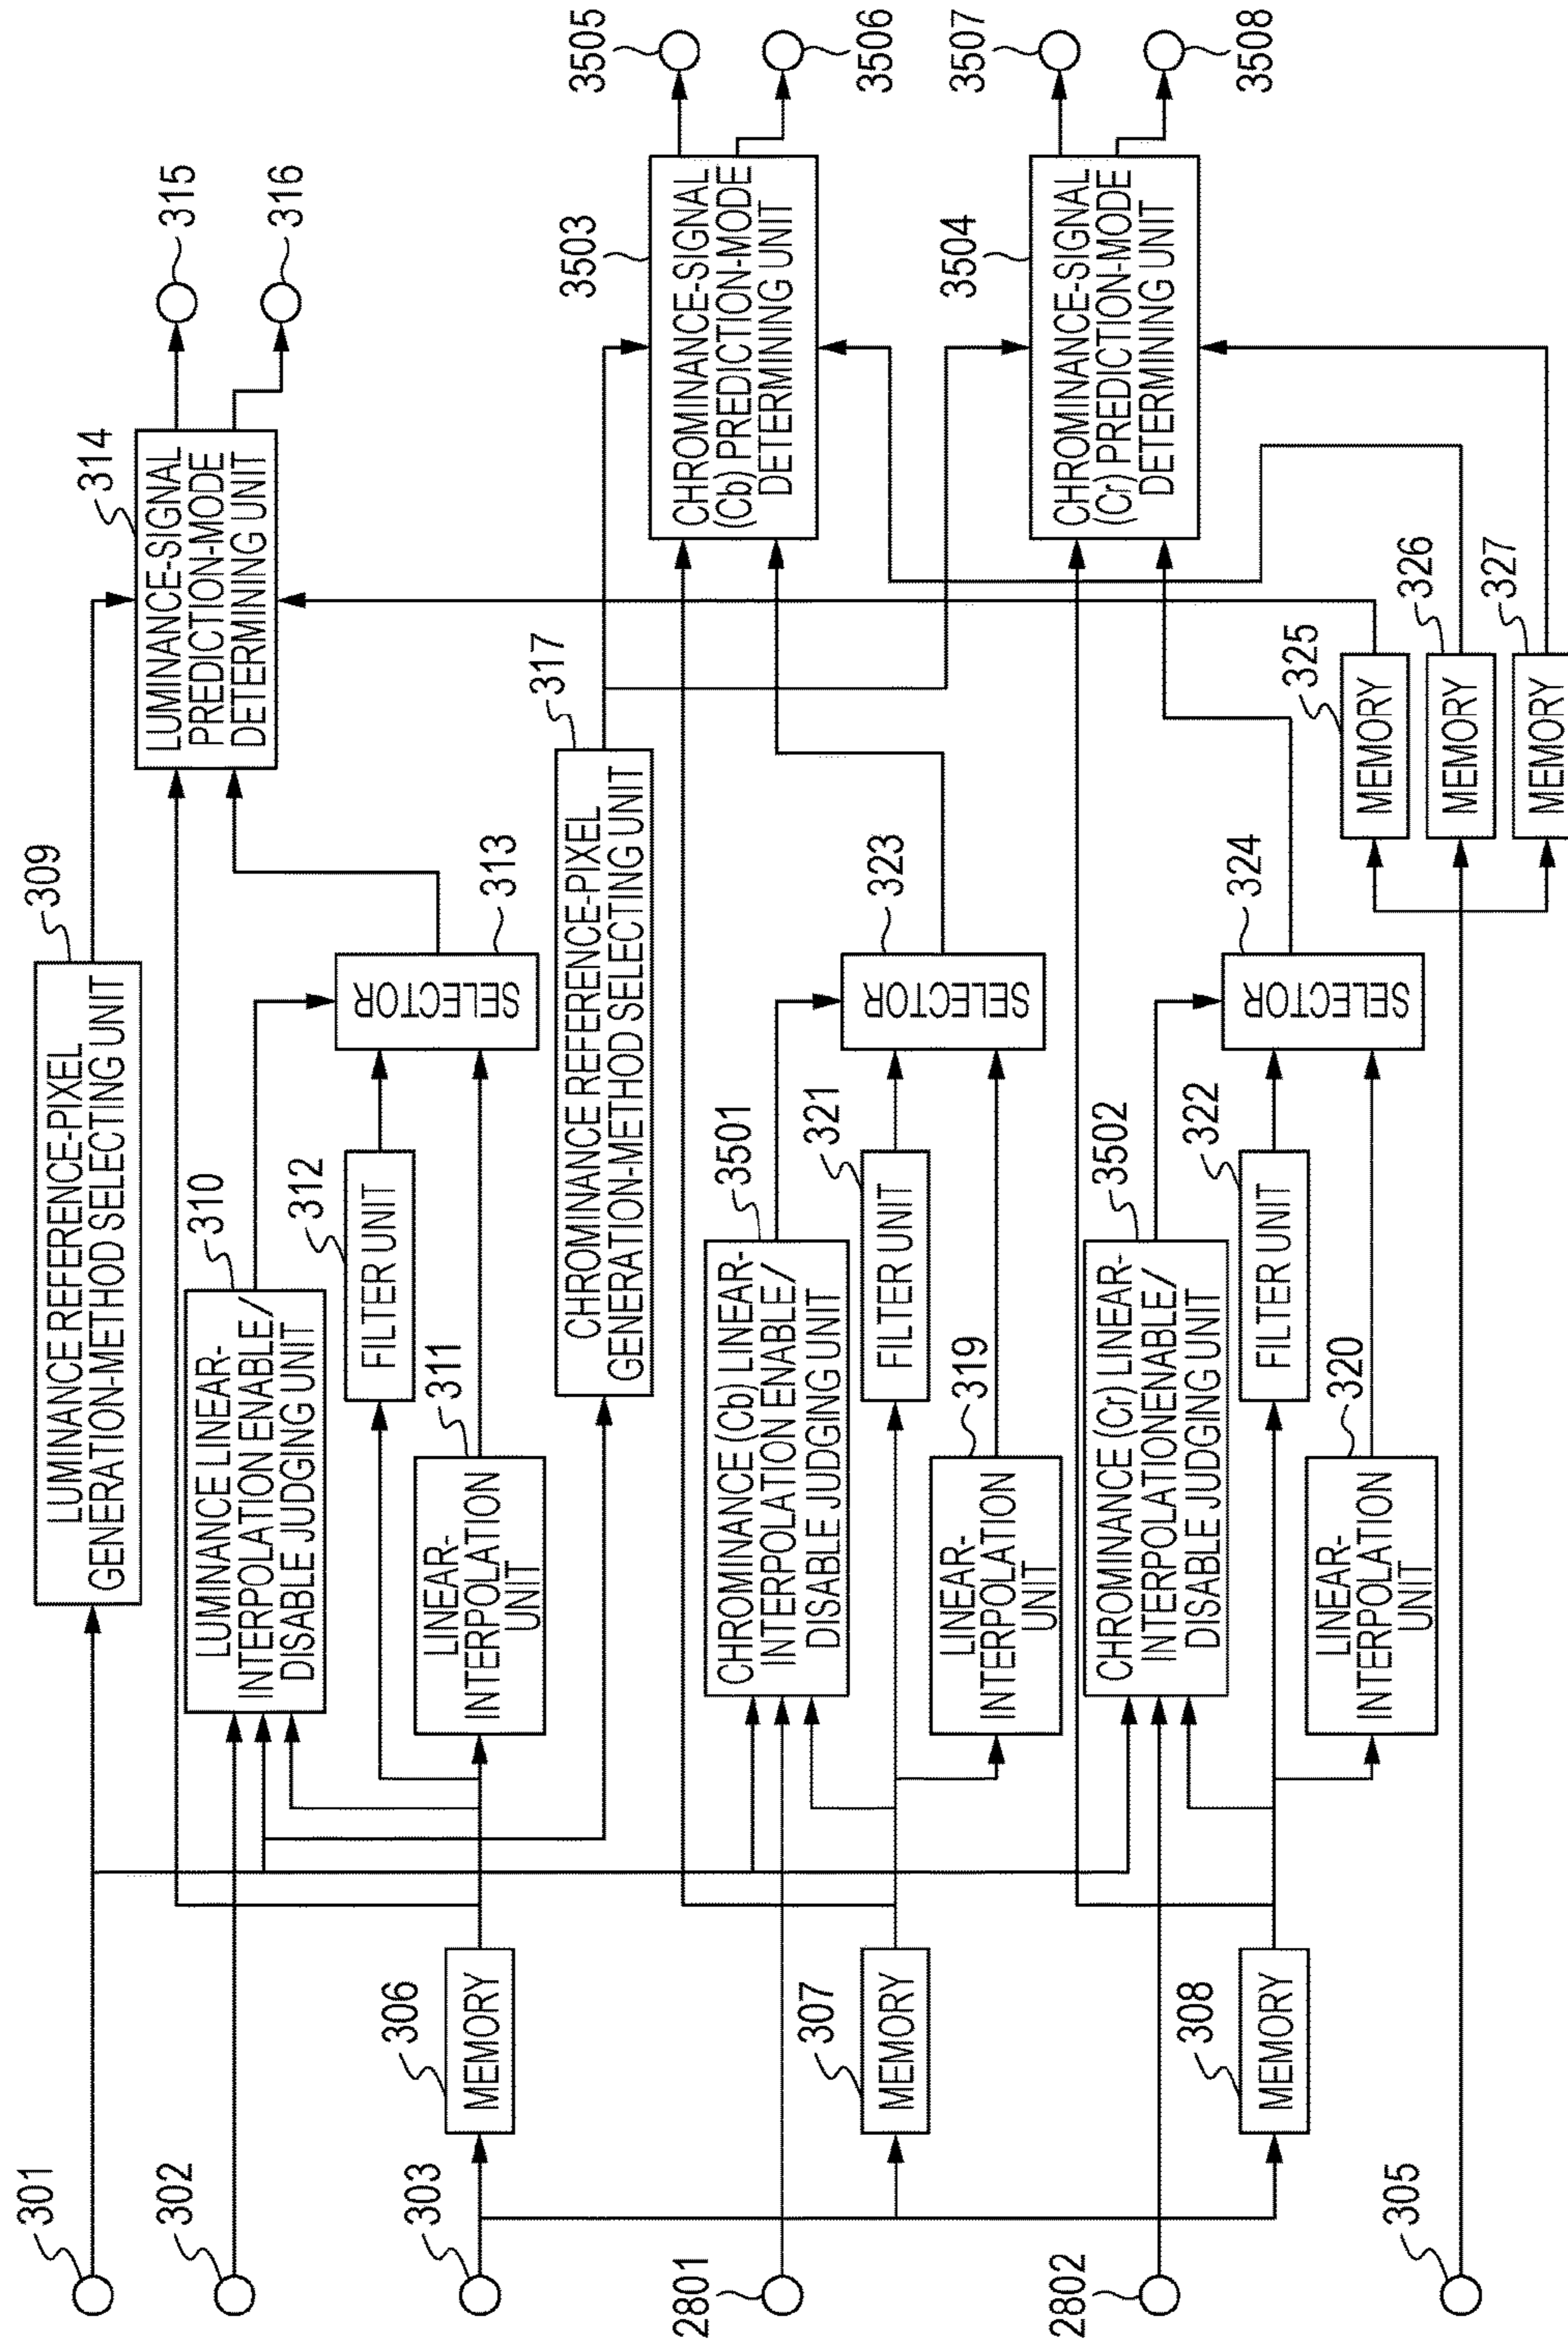 301
302
303
2801
2802
305
306
MEMORY
307
MEMORY
308
MEMORY
309
LUMINANCE REFERENCE-PIXEL
GENERATION-METHOD SELECTING UNIT
310
LUMINANCE LINEAR-
INTERPOLATION ENABLE/
DISABLE JUDGING UNIT
312
FILTER UNIT
311
LINEAR-
INTERPOLATION
UNIT
313
SELECTOR
314
LUMINANCE-SIGNAL
PREDICTION-MODE
DETERMINING UNIT
315
316
317
CHROMINANCE REFERENCE-PIXEL
GENERATION-METHOD SELECTING UNIT
3501
CHROMINANCE (Cb) LINEAR-
INTERPOLATION ENABLE/
DISABLE JUDGING UNIT
321
FILTER UNIT
319
LINEAR-
INTERPOLATION
UNIT
323
SELECTOR
3503
CHROMINANCE-SIGNAL
(Cb) PREDICTION-MODE
DETERMINING UNIT
3505
3506
3502
CHROMINANCE (Cr) LINEAR-
INTERPOLATIONENABLE/
DISABLE JUDGING UNIT
322
FILTER UNIT
320
LINEAR-
INTERPOLATION
UNIT
324
SELECTOR
3504
CHROMINANCE-SIGNAL
(Cr) PREDICTION-MODE
DETERMINING UNIT
3507
3508
325
MEMORY
326
MEMORY
327
MEMORY